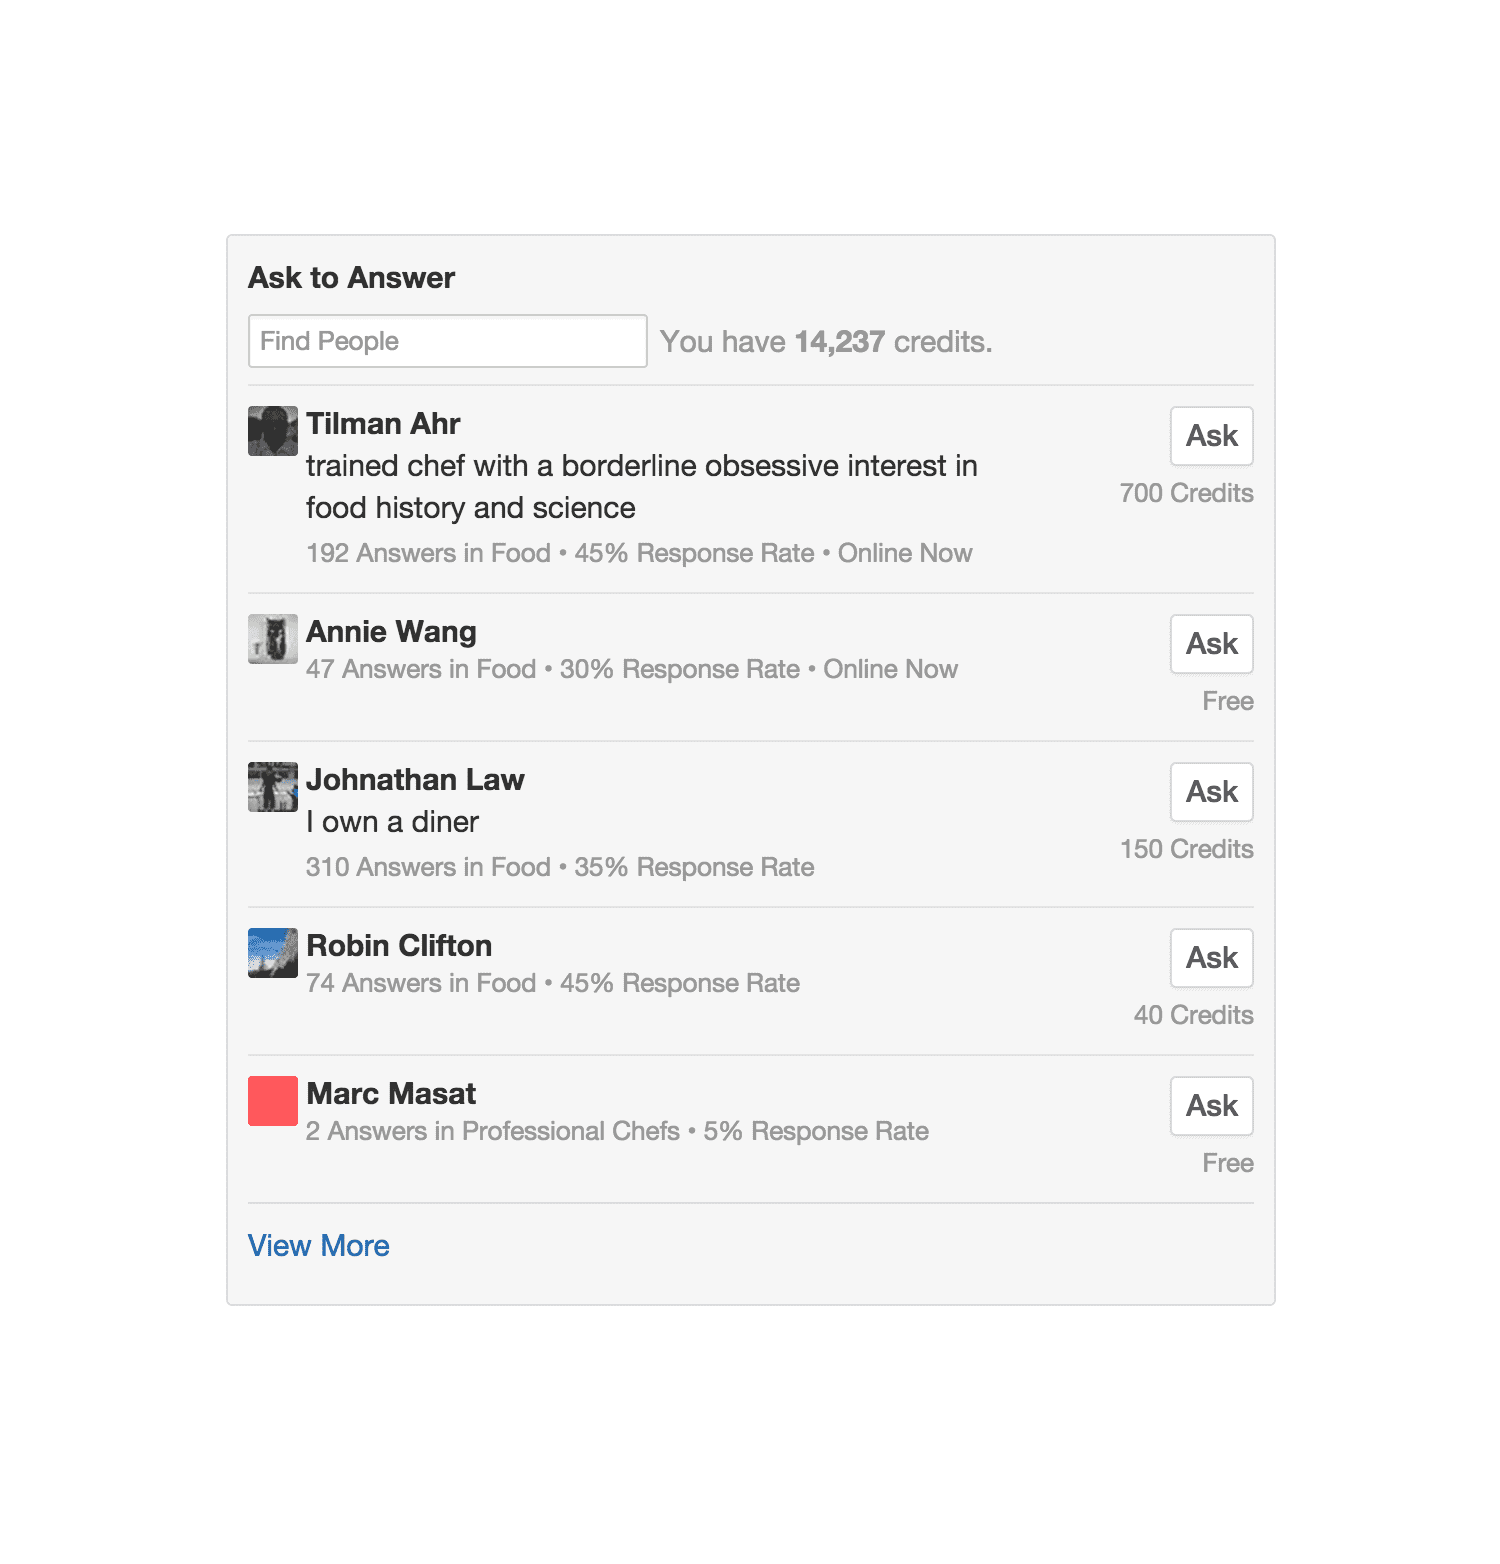 Ask to Answer
Find People
You have 14,237 credits.
Tilman Ahr
trained chef with a borderline obsessive interest in
food history and science
192 Answers in Food • 45% Response Rate • Online Now
Ask
700 Credits
Annie Wang
47 Answers in Food • 30% Response Rate • Online Now
Ask
Free
Johnathan Law
I own a diner
310 Answers in Food • 35% Response Rate
Ask
150 Credits
Robin Clifton
74 Answers in Food • 45% Response Rate
Ask
40 Credits
Marc Masat
2 Answers in Professional Chefs • 5% Response Rate
Ask
Free
View More